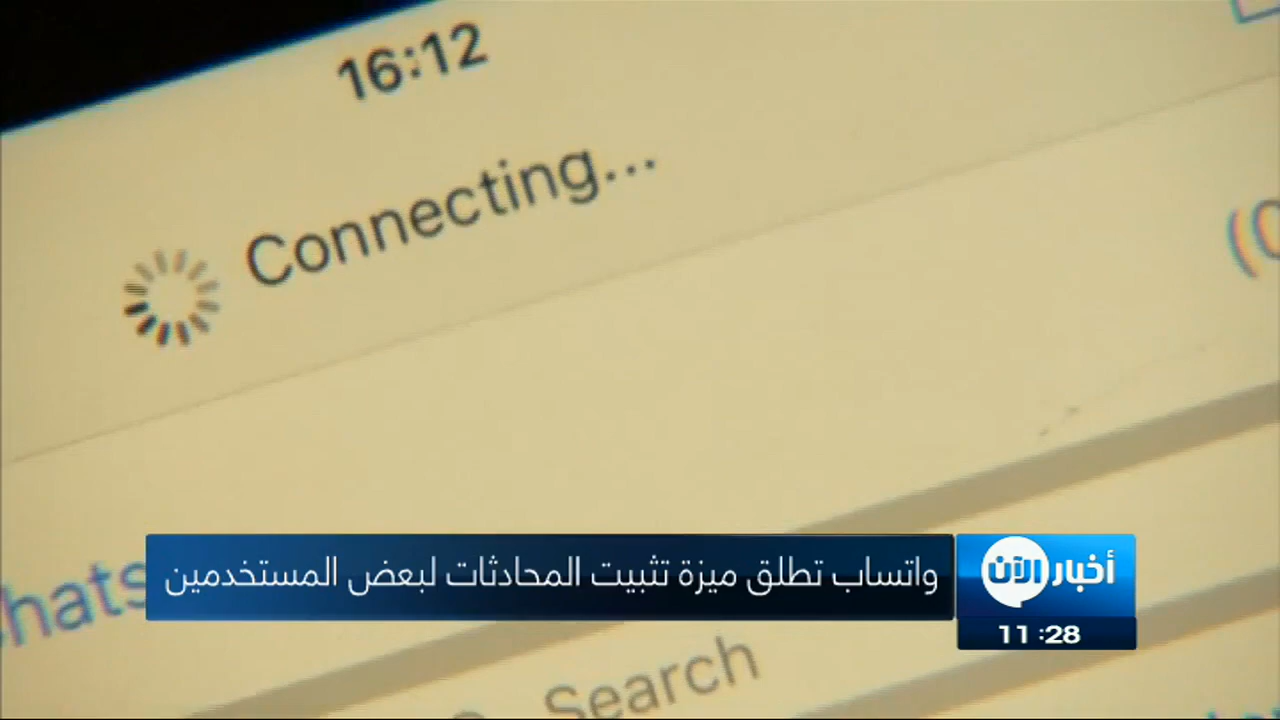 16:12
Connecting...
واتساب تطلق ميزة تثبيت المحادثات لبعض المستخدمين
أخبار الآن
11:28
Search